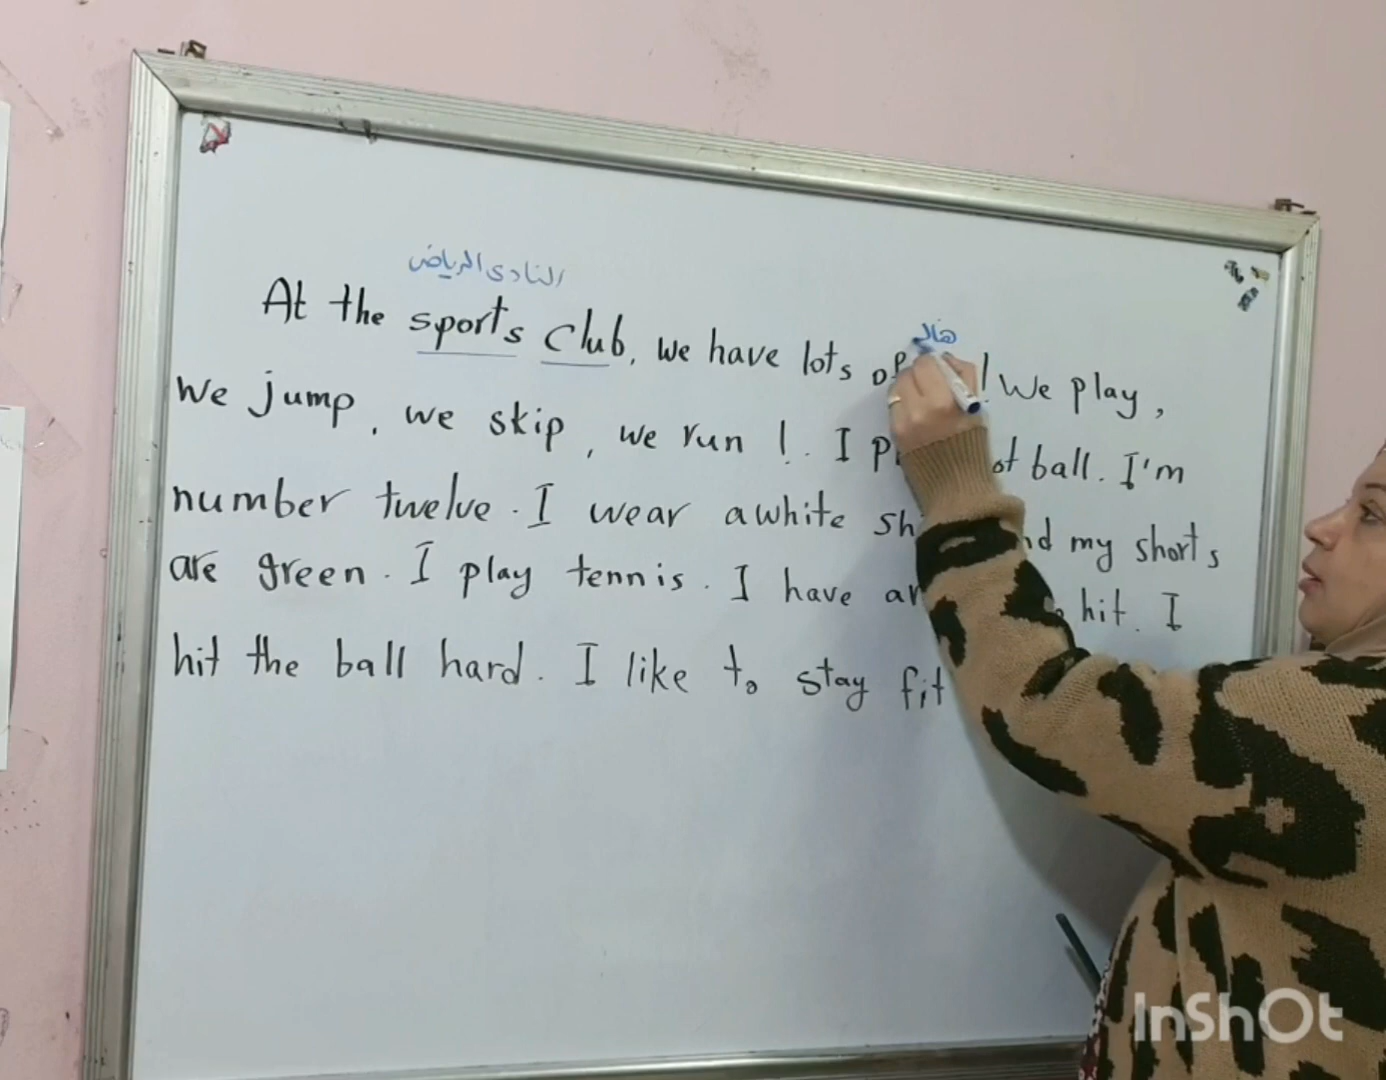 النادى الرياض
At the sports club, we have lots of ! We play,
we jump, we skip, we run ! I ball. I'm
number twelve. I wear a white my shorts
are green. I play tennis. I have hit. I
hit the ball hard. I like to stay fit
InShOt